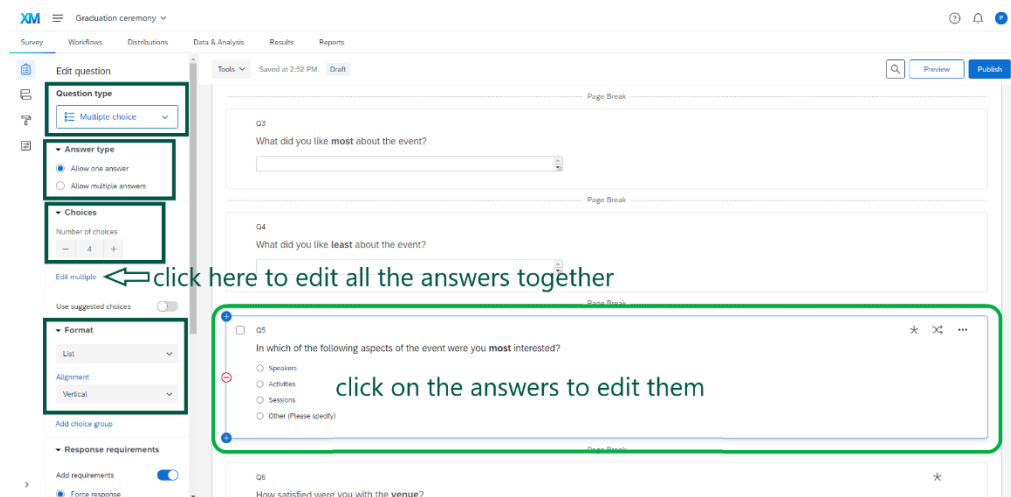 XM Graduation ceremony P
Survey Workflows Distributions Data & Analysis Results Reports
Edit question
Question type
Multiple choice
Answer type
Allow one answer
Allow multiple answers
Choices
Number of choices
− 4 +
Edit multiple
click here to edit all the answers together
Use suggested choices
Format
List
Alignment
Vertical
Add choice group
Response requirements
Add requirements
Force response
Tools Saved at 2:52 PM Draft Preview Publish
Page Break
Q3
What did you like most about the event?
Page Break
Q4
What did you like least about the event?
Page Break
Q5
In which of the following aspects of the event were you most interested?
Speakers
Activities
Sessions
Other (Please specify)
click on the answers to edit them
Page Break
Q6
How satisfied were you with the venue?